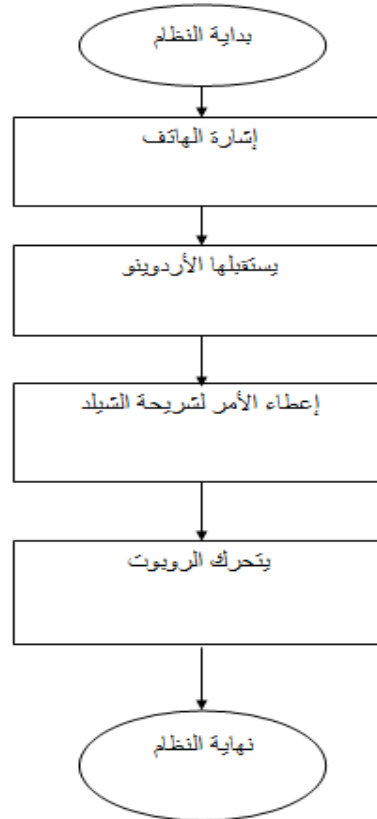 بداية النظام
إشارة الهاتف
يستقبلها الأردوينو
إعطاء الأمر لشريحة الشيلد
يتحرك الروبوت
نهاية النظام